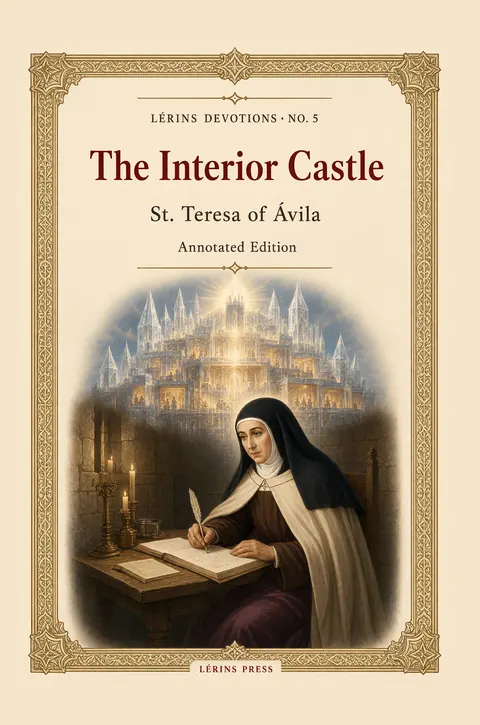 LÉRINS DEVOTIONS · NO. 5
The Interior Castle
St. Teresa of Ávila
Annotated Edition
LÉRINS PRESS